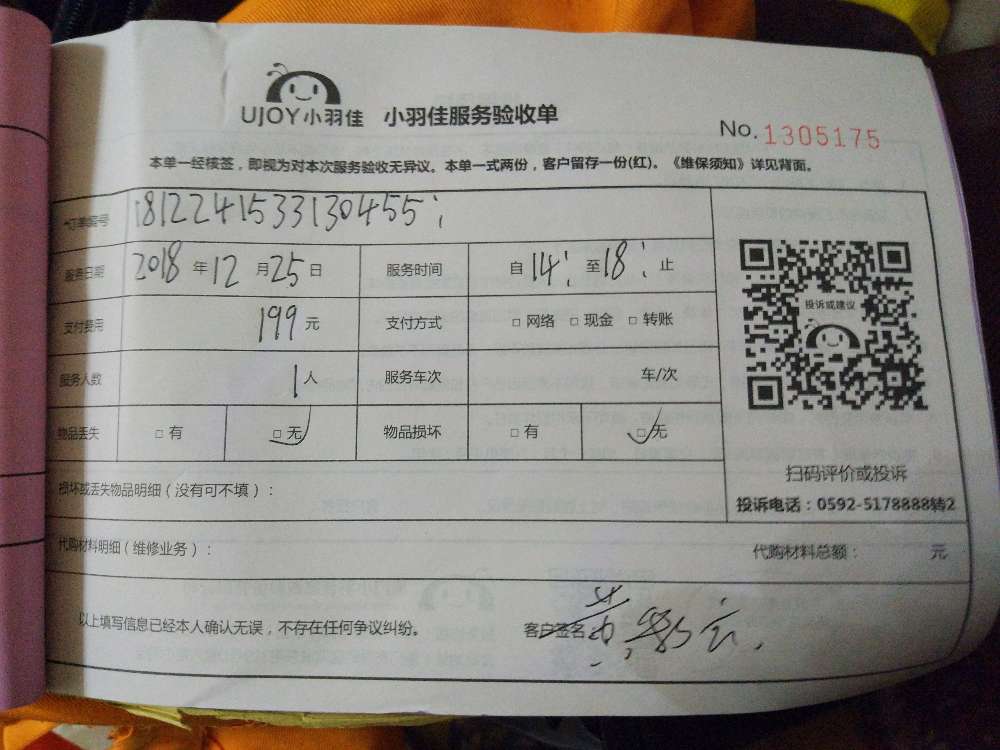 UJOY小羽佳 小羽佳服务验收单
No. 1305175
本单一经核签，即视为对本次服务验收无异议。本单一式两份，客户留存一份(红)。《维保须知》详见背面。
订单编号 1812241533130455
服务日期 2018 年 12 月 25 日 服务时间 自 14: 至 18: 止
支付费用 199 元 支付方式 □ 网络 □ 现金 □ 转账
服务人数 1 人 服务车次 车/次
物品丢失 □ 有 □ 无 物品损坏 □ 有 □ 无
投诉或建议
扫码评价或投诉
投诉电话：0592-5178888转2
损坏或丢失物品明细（没有可不填）：
代购材料明细（维修业务）： 代购材料总额： 元
以上填写信息已经本人确认无误，不存在任何争议纠纷。 客户签名： 黄